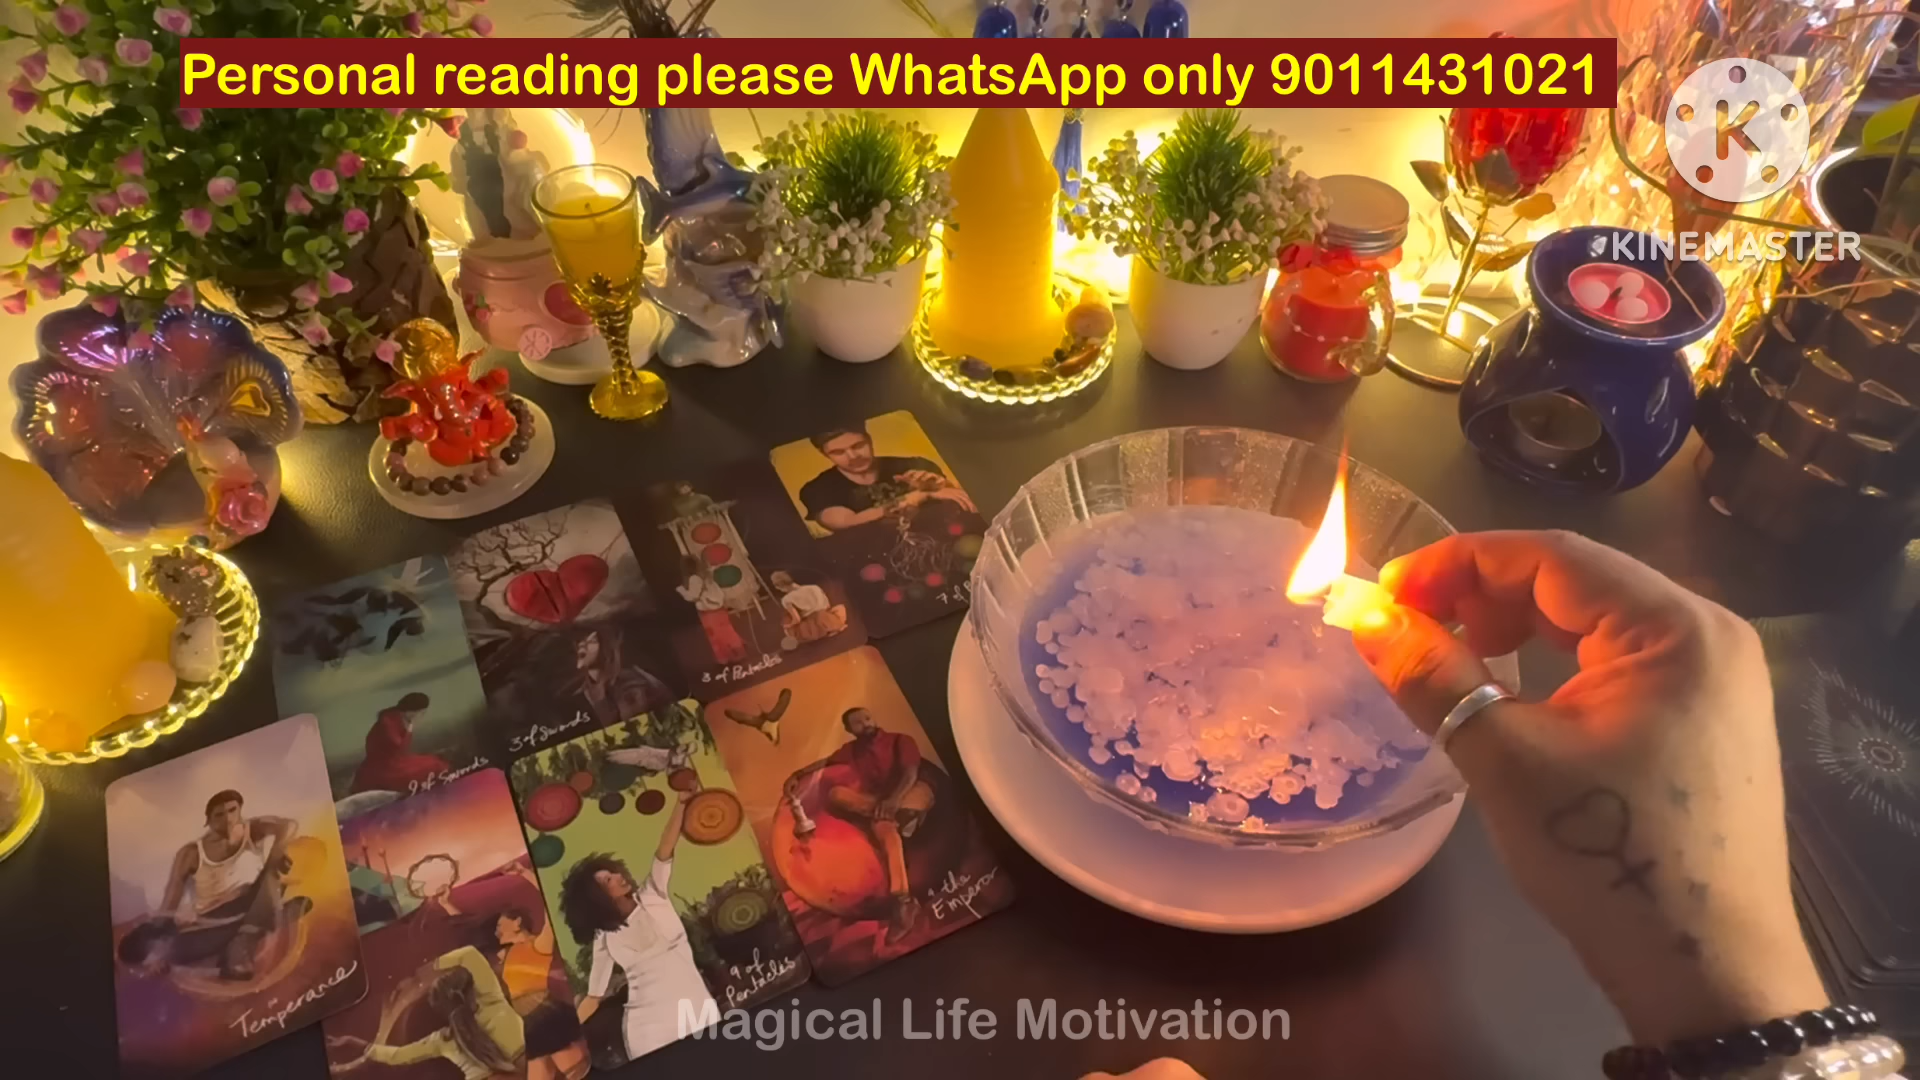 Personal reading please WhatsApp only 9011431021
K
KINEMASTER
3 of Pentacles
3 of Swords
9 of Swords
the Emperor
9 of Pentacles
Temperance
Magical Life Motivation